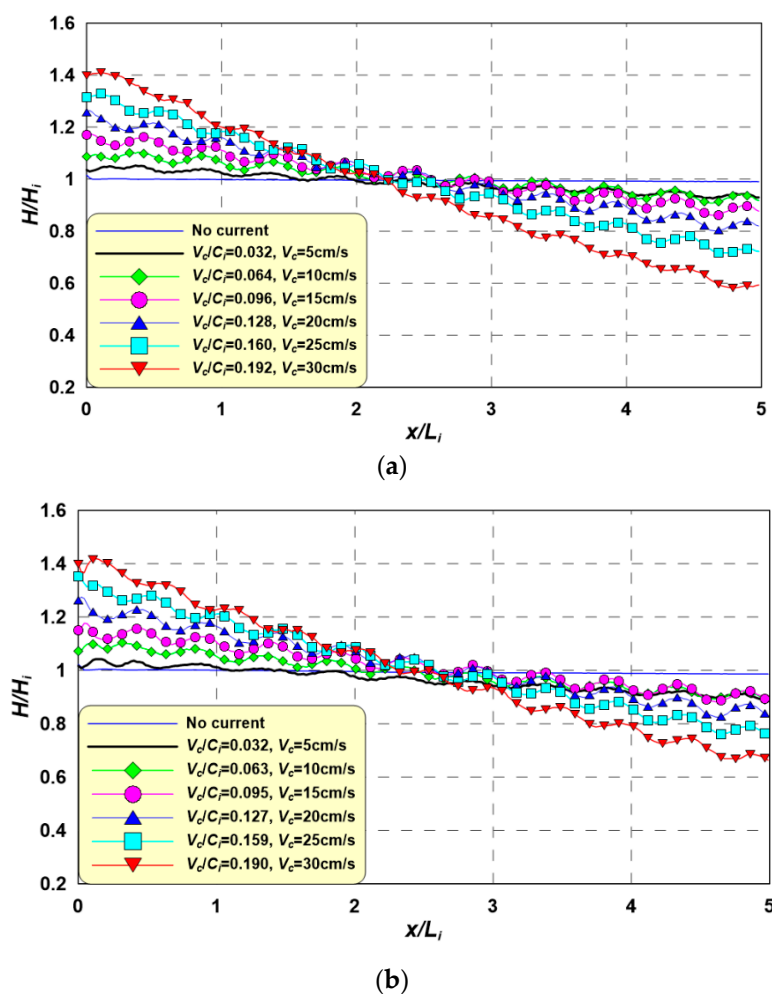 1.6
1.4
1.2
1
0.8
0.6
0.4
0.2
H/Hi
No current
Vc/Ci=0.032, Vc=5cm/s
Vc/Ci=0.064, Vc=10cm/s
Vc/Ci=0.096, Vc=15cm/s
Vc/Ci=0.128, Vc=20cm/s
Vc/Ci=0.160, Vc=25cm/s
Vc/Ci=0.192, Vc=30cm/s
0 1 2 3 4 5
x/Li
(a)
1.6
1.4
1.2
1
0.8
0.6
0.4
0.2
H/Hi
No current
Vc/Ci=0.032, Vc=5cm/s
Vc/Ci=0.063, Vc=10cm/s
Vc/Ci=0.095, Vc=15cm/s
Vc/Ci=0.127, Vc=20cm/s
Vc/Ci=0.159, Vc=25cm/s
Vc/Ci=0.190, Vc=30cm/s
0 1 2 3 4 5
x/Li
(b)